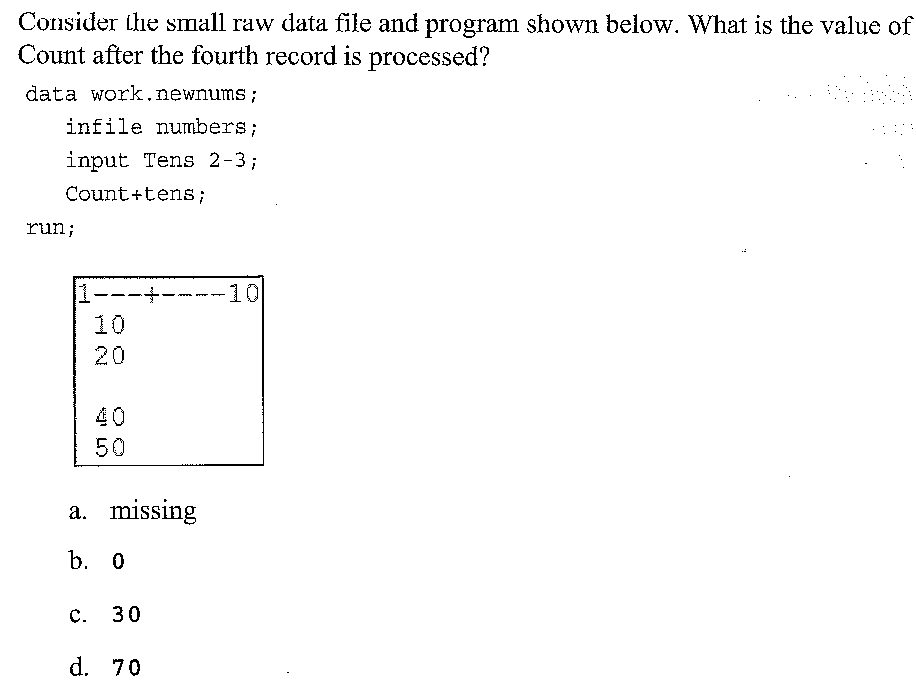 Consider the small raw data file and program shown below. What is the value of
Count after the fourth record is processed?
data work.newnums;
infile numbers;
input Tens 2-3;
Count+tens;
run;
1---+----10
10
20
40
50
a. missing
b. 0
c. 30
d. 70